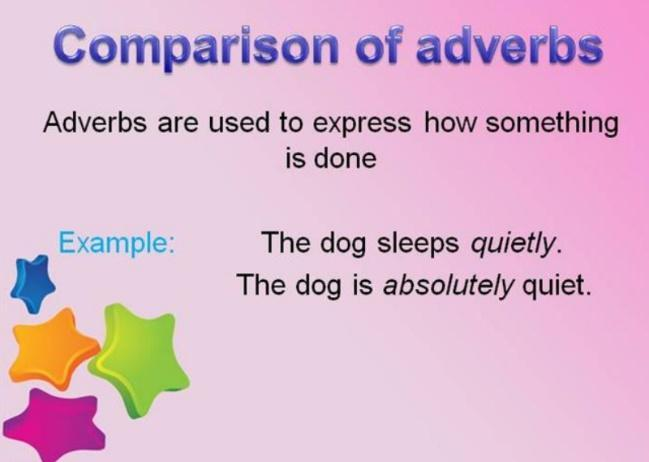 Comparison of adverbs
Adverbs are used to express how something
is done
Example: The dog sleeps quietly.
The dog is absolutely quiet.